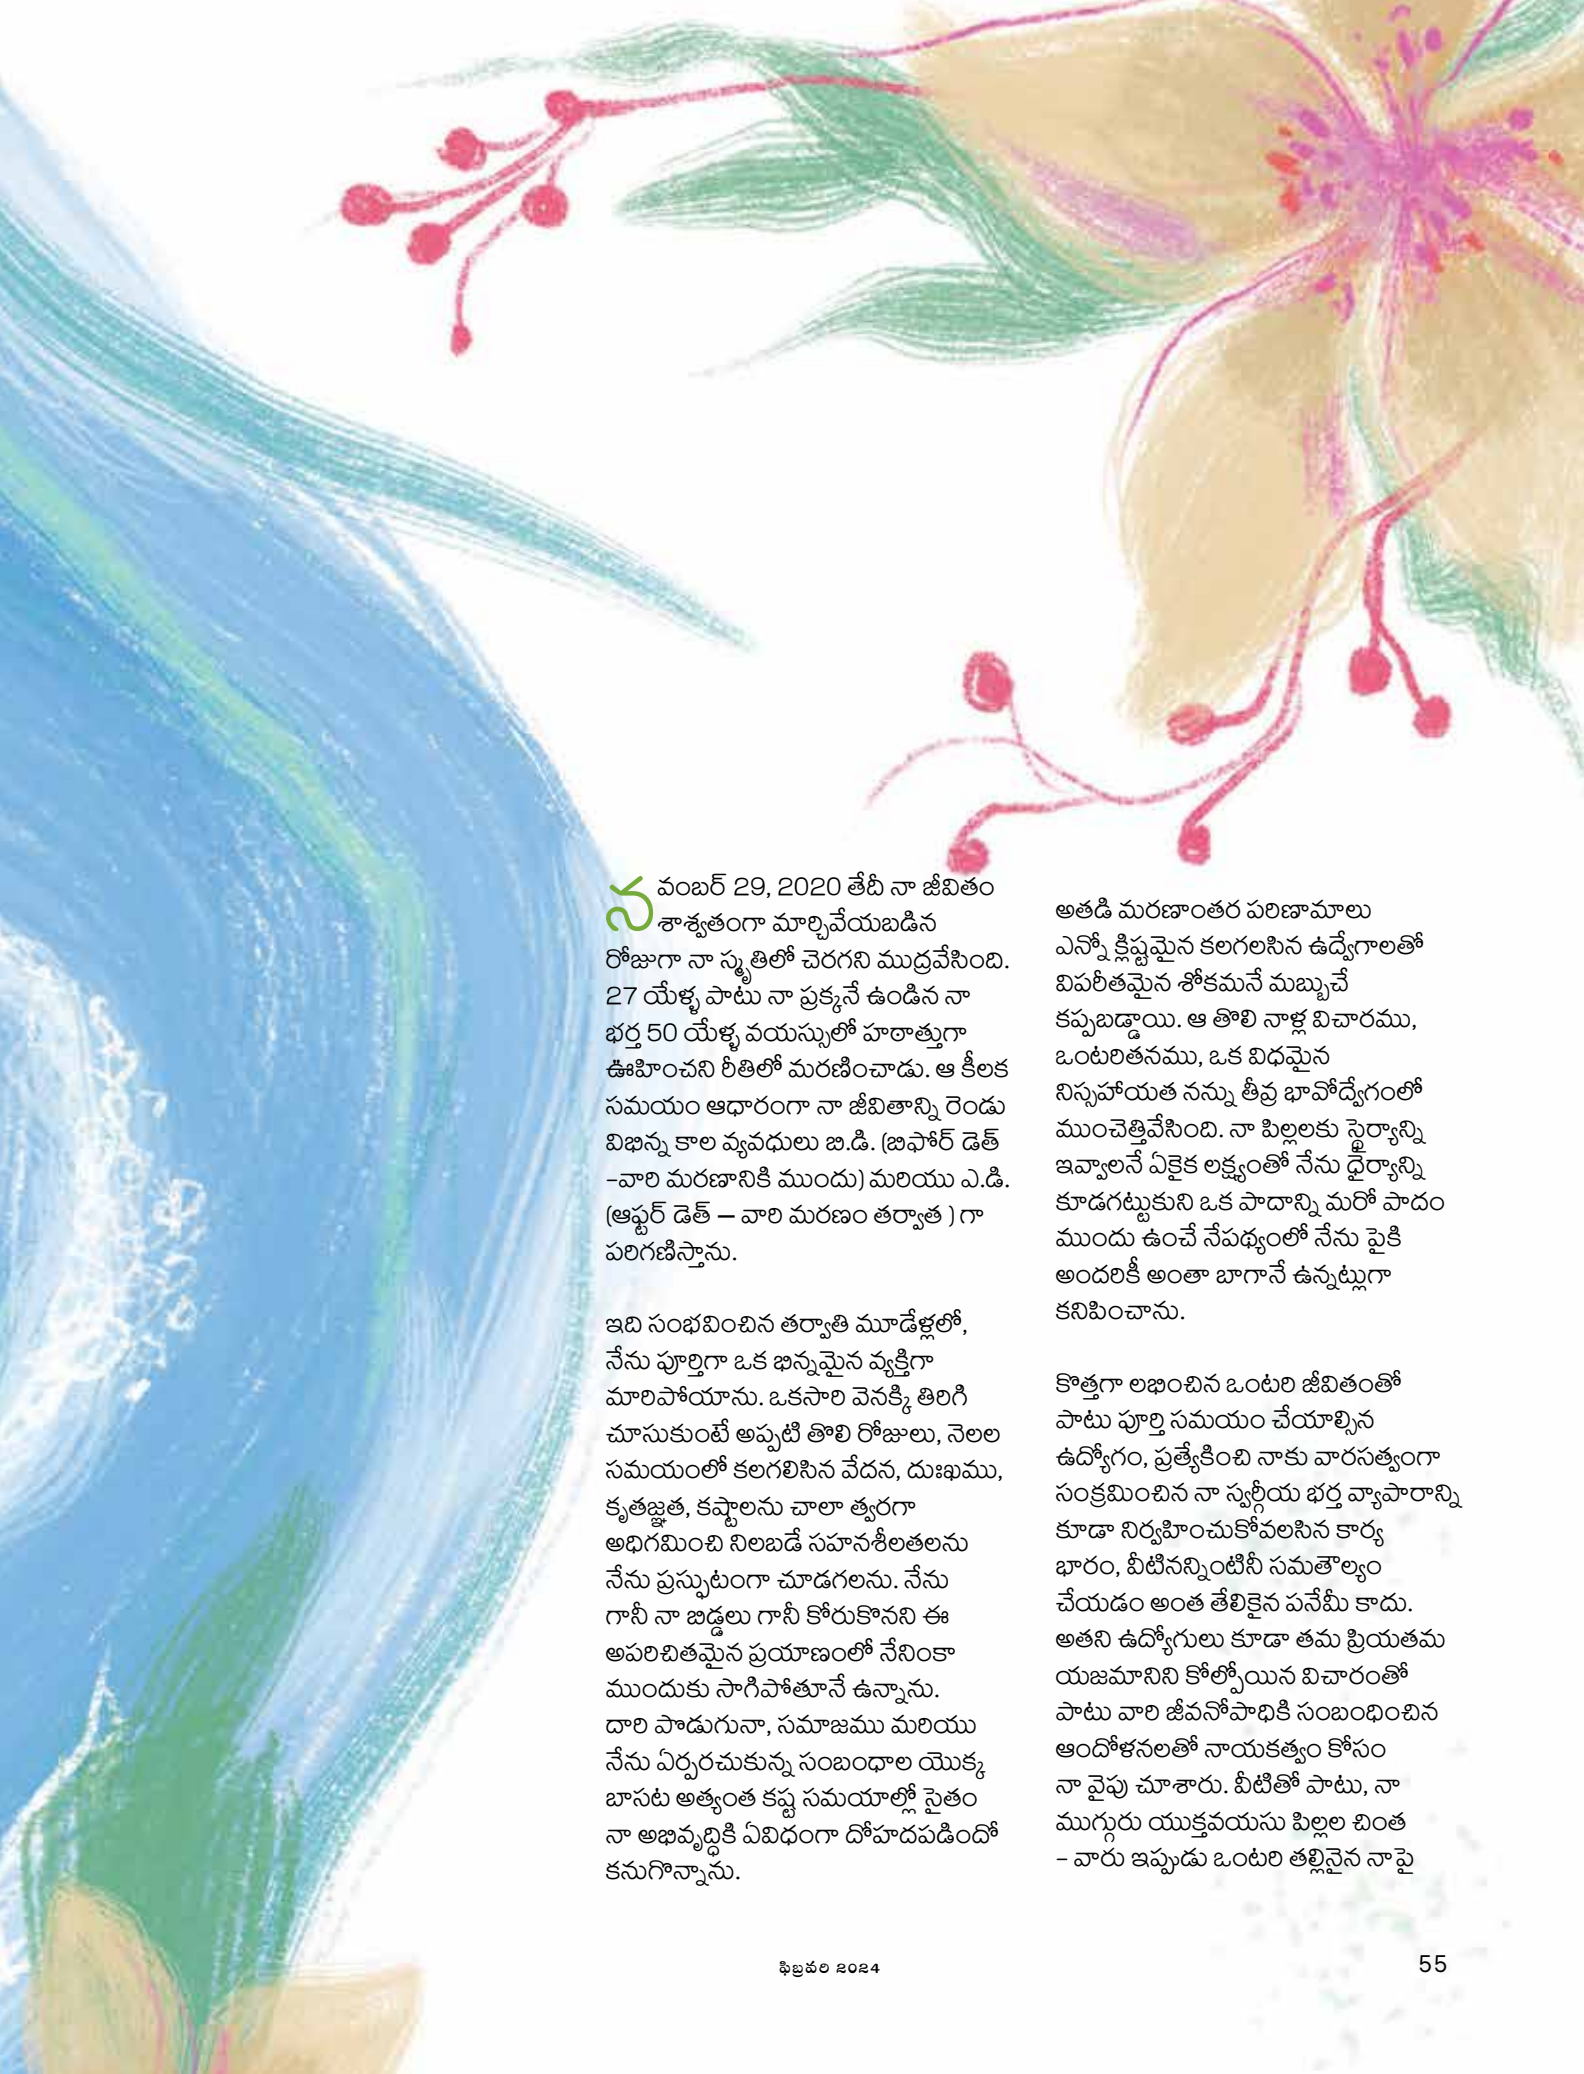 నవంబర్ 29, 2020 తేదీ నా జీవితం
శాశ్వతంగా మార్చివేయబడిన
రోజుగా నా స్మృతిలో చెరగని ముద్రవేసింది.
27 యేళ్ళ పాటు నా ప్రక్కనే ఉండిన నా
భర్త 50 యేళ్ళ వయస్సులో హఠాత్తుగా
ఊహించని రీతిలో మరణించాడు. ఆ కీలక
సమయం ఆధారంగా నా జీవితాన్ని రెండు
విభిన్న కాల వ్యవధులు బి.డి. (బిఫోర్ డెత్
–వారి మరణానికి ముందు) మరియు ఎ.డి.
(ఆఫ్టర్ డెత్ – వారి మరణం తర్వాత ) గా
పరిగణిస్తాను.

ఇది సంభవించిన తర్వాతి మూడేళ్లలో,
నేను పూర్తిగా ఒక భిన్నమైన వ్యక్తిగా
మారిపోయాను. ఒకసారి వెనక్కి తిరిగి
చూసుకుంటే అప్పటి తొలి రోజులు, నెలల
సమయంలో కలగలిసిన వేదన, దుఃఖము,
కృతజ్ఞత, కష్టాలను చాలా త్వరగా
అధిగమించి నిలబడే సహనశీలతలను
నేను ప్రస్ఫుటంగా చూడగలను. నేను
గానీ నా బిడ్డలు గానీ కోరుకొనని ఈ
అపరిచితమైన ప్రయాణంలో నేనింకా
ముందుకు సాగిపోతూనే ఉన్నాను.
దారి పొడుగునా, సమాజము మరియు
నేను ఏర్పరచుకున్న సంబంధాల యొక్క
బాసట అత్యంత కష్ట సమయాల్లో సైతం
నా అభివృద్ధికి ఏవిధంగా దోహదపడిందో
కనుగొన్నాను.

అతడి మరణాంతర పరిణామాలు
ఎన్నో క్లిష్టమైన కలగలసిన ఉద్వేగాలతో
విపరీతమైన శోకమనే మబ్బుచే
కప్పబడ్డాయి. ఆ తొలి నాళ్ల విచారము,
ఒంటరితనము, ఒక విధమైన
నిస్సహాయత నన్ను తీవ్ర భావోద్వేగంలో
ముంచెత్తివేసింది. నా పిల్లలకు స్థైర్యాన్ని
ఇవ్వాలనే ఏకైక లక్ష్యంతో నేను ధైర్యాన్ని
కూడగట్టుకుని ఒక పాదాన్ని మరో పాదం
ముందు ఉంచే నేపథ్యంలో నేను పైకి
అందరికీ అంతా బాగానే ఉన్నట్లుగా
కనిపించాను.

కొత్తగా లభించిన ఒంటరి జీవితంతో
పాటు పూర్తి సమయం చేయాల్సిన
ఉద్యోగం, ప్రత్యేకించి నాకు వారసత్వంగా
సంక్రమించిన నా స్వర్గీయ భర్త వ్యాపారాన్ని
కూడా నిర్వహించుకోవలసిన కార్య
భారం, వీటినన్నింటినీ సమతౌల్యం
చేయడం అంత తేలికైన పనేమీ కాదు.
అతని ఉద్యోగులు కూడా తమ ప్రియతమ
యజమానిని కోల్పోయిన విచారంతో
పాటు వారి జీవనోపాధికి సంబంధించిన
ఆందోళనలతో నాయకత్వం కోసం
నా వైపు చూశారు. వీటితో పాటు, నా
ముగ్గురు యుక్తవయసు పిల్లల చింత
– వారు ఇప్పుడు ఒంటరి తల్లినైన నాపై

ఫిబ్రవరి 2024
55